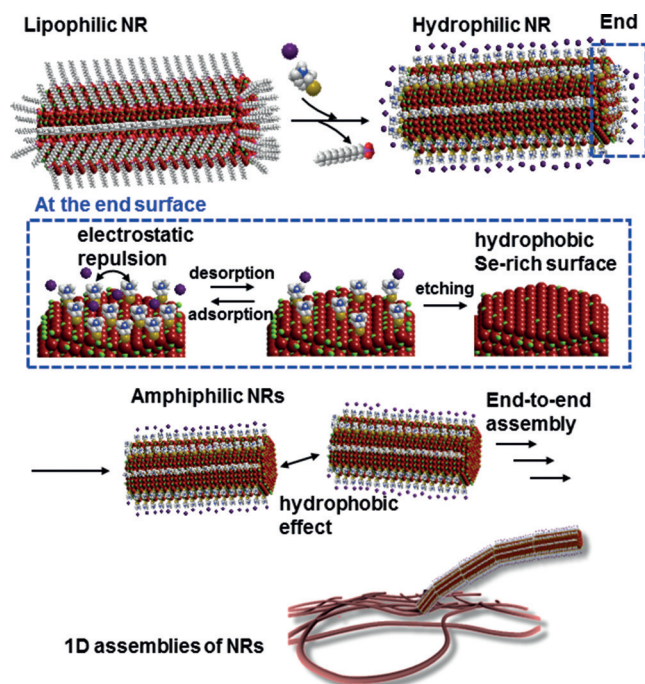 Lipophilic NR
Hydrophilic NR
End
At the end surface
electrostatic
repulsion
desorption
adsorption
etching
hydrophobic
Se-rich surface
Amphiphilic NRs
End-to-end
assembly
hydrophobic
effect
1D assemblies of NRs